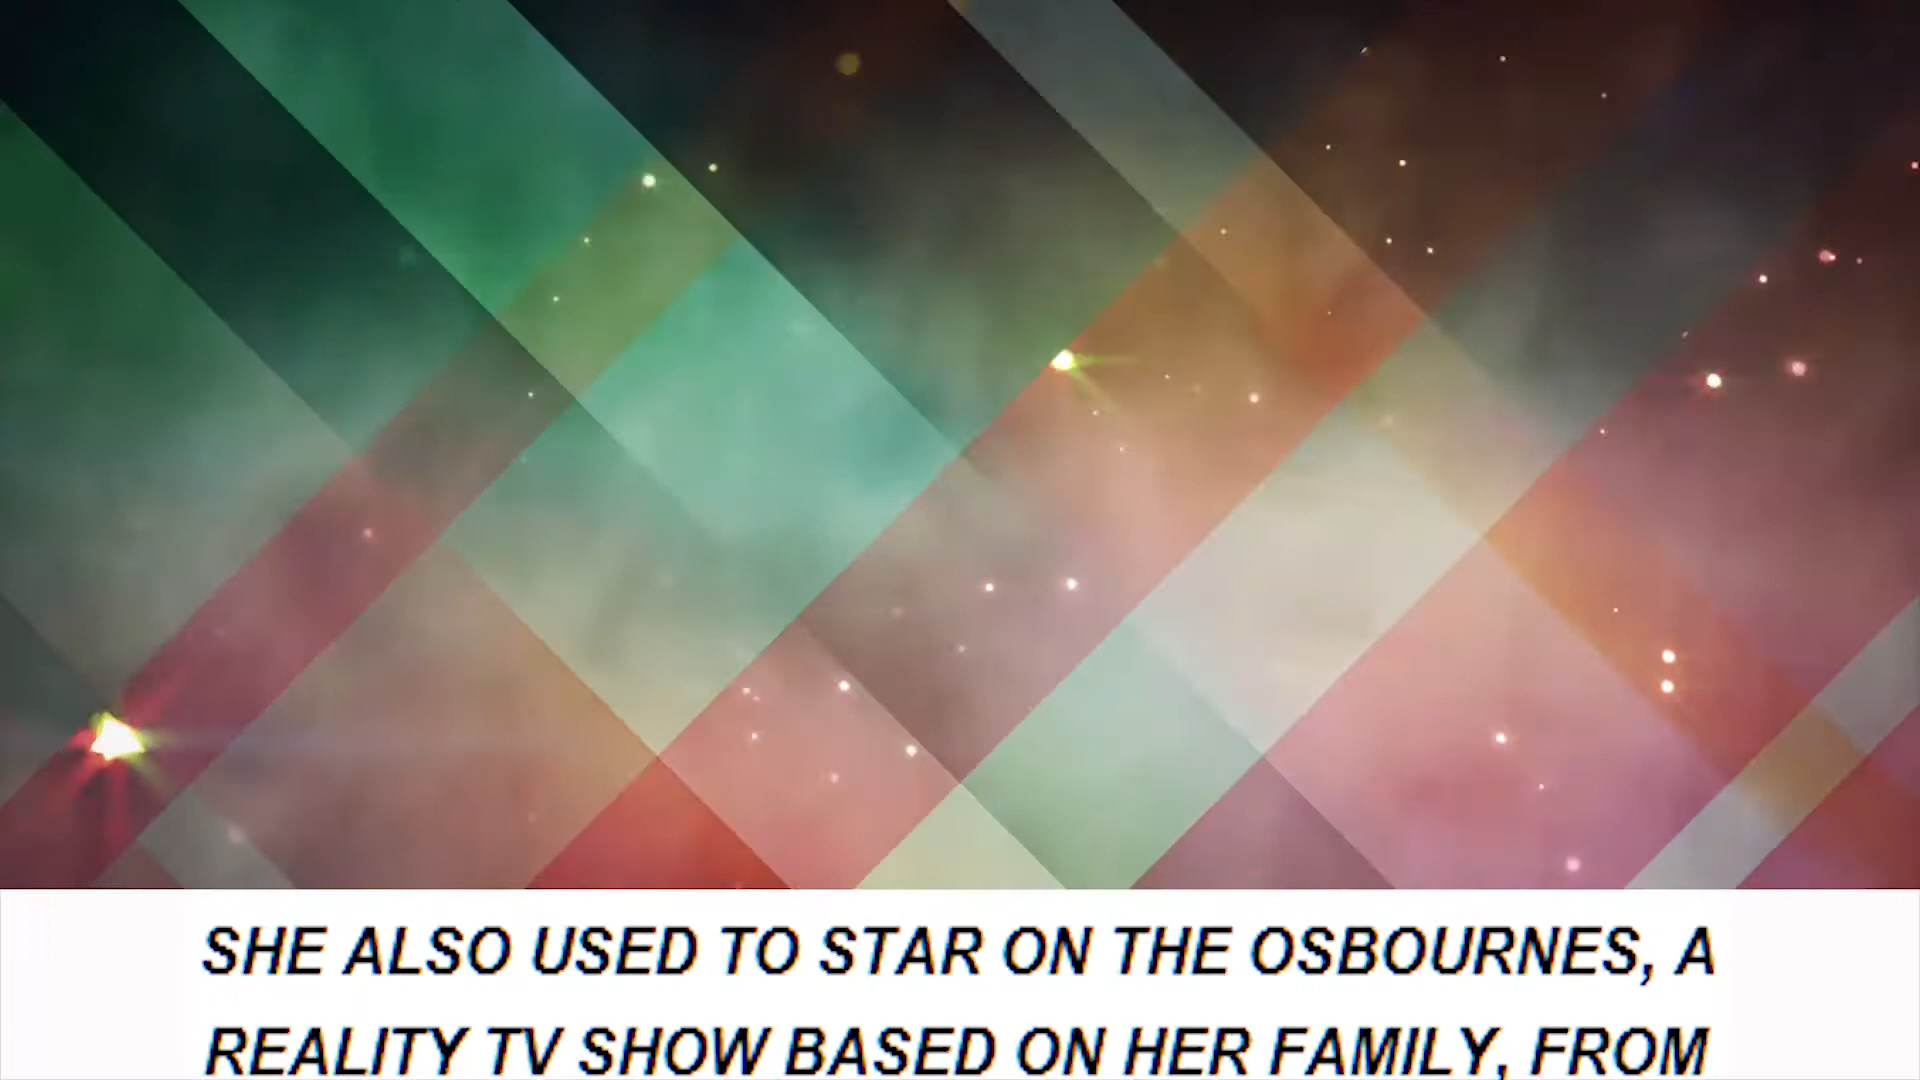 SHE ALSO USED TO STAR ON THE OSBOURNES, A
REALITY TV SHOW BASED ON HER FAMILY, FROM